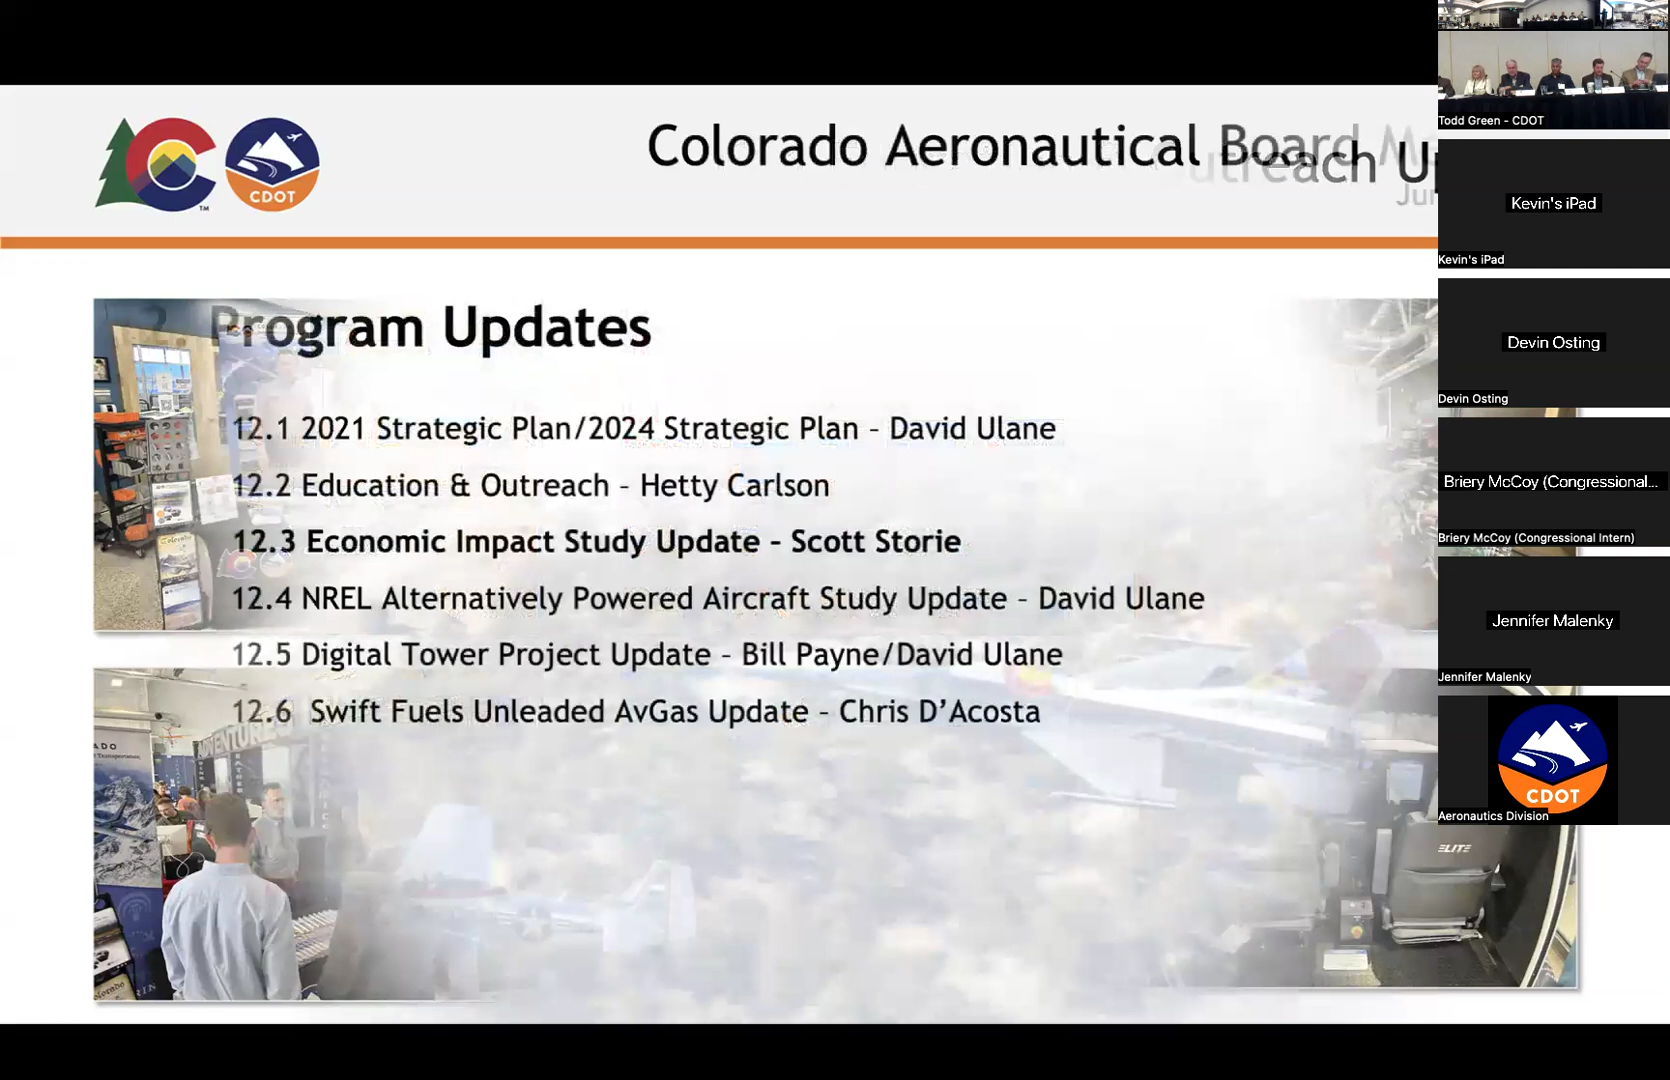 Colorado Aeronautical Board
Outreach
Program Updates
12.1 2021 Strategic Plan/2024 Strategic Plan – David Ulane
12.2 Education & Outreach – Hetty Carlson
12.3 Economic Impact Study Update – Scott Storie
12.4 NREL Alternatively Powered Aircraft Study Update – David Ulane
12.5 Digital Tower Project Update – Bill Payne/David Ulane
12.6 Swift Fuels Unleaded AvGas Update – Chris D’Acosta
C
TM
CDOT
ELITE
Todd Green - CDOT
Kevin's iPad
Kevin's iPad
Devin Osting
Devin Osting
Briery McCoy (Congressional...
Briery McCoy (Congressional Intern)
Jennifer Malenky
Jennifer Malenky
CDOT
Aeronautics Division